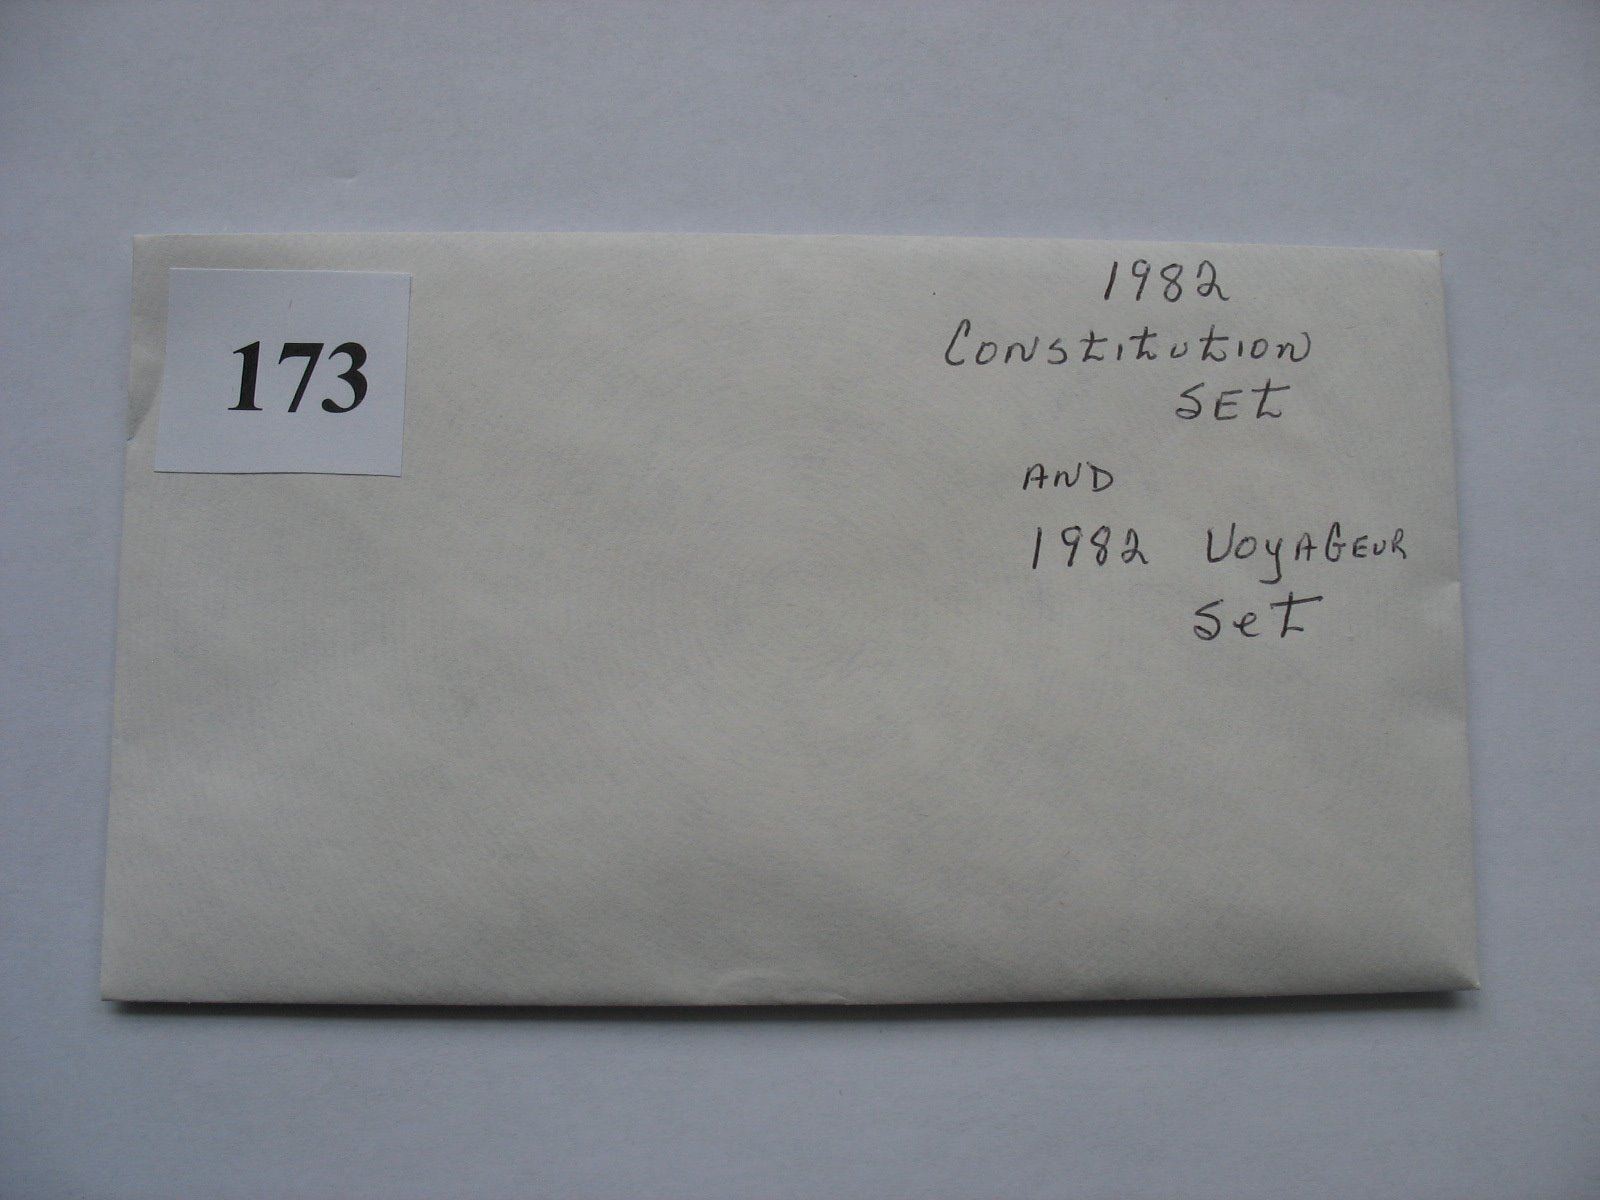 173
1982
Constitution
SET
AND
1982 VOYAGEUR
Set